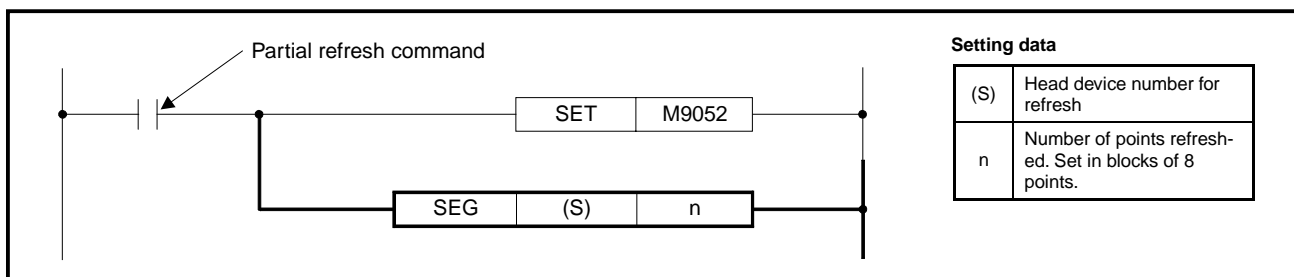 Partial refresh command
SET M9052
SEG (S) n
Setting data
(S) Head device number for
refresh
n Number of points refresh-
ed. Set in blocks of 8
points.